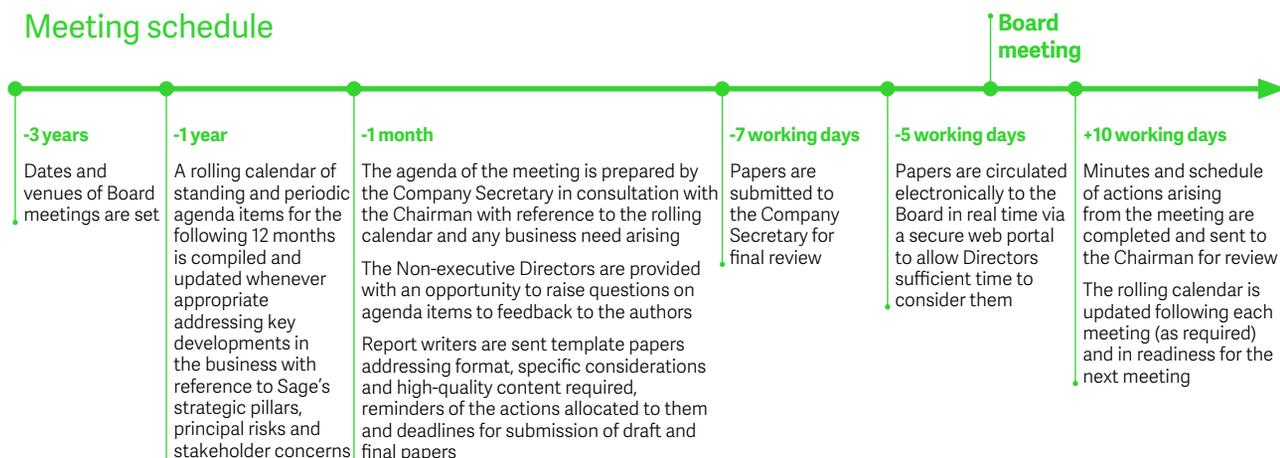 Meeting schedule
Board
meeting
-3 years
Dates and
venues of Board
meetings are set
-1 year
A rolling calendar of
standing and periodic
agenda items for the
following 12 months
is compiled and
updated whenever
appropriate
addressing key
developments in
the business with
reference to Sage’s
strategic pillars,
principal risks and
stakeholder concerns
-1 month
The agenda of the meeting is prepared by
the Company Secretary in consultation with
the Chairman with reference to the rolling
calendar and any business need arising
The Non-executive Directors are provided
with an opportunity to raise questions on
agenda items to feedback to the authors
Report writers are sent template papers
addressing format, specific considerations
and high-quality content required,
reminders of the actions allocated to them
and deadlines for submission of draft and
final papers
-7 working days
Papers are
submitted to
the Company
Secretary for
final review
-5 working days
Papers are circulated
electronically to the
Board in real time via
a secure web portal
to allow Directors
sufficient time to
consider them
+10 working days
Minutes and schedule
of actions arising
from the meeting are
completed and sent to
the Chairman for review
The rolling calendar is
updated following each
meeting (as required)
and in readiness for the
next meeting